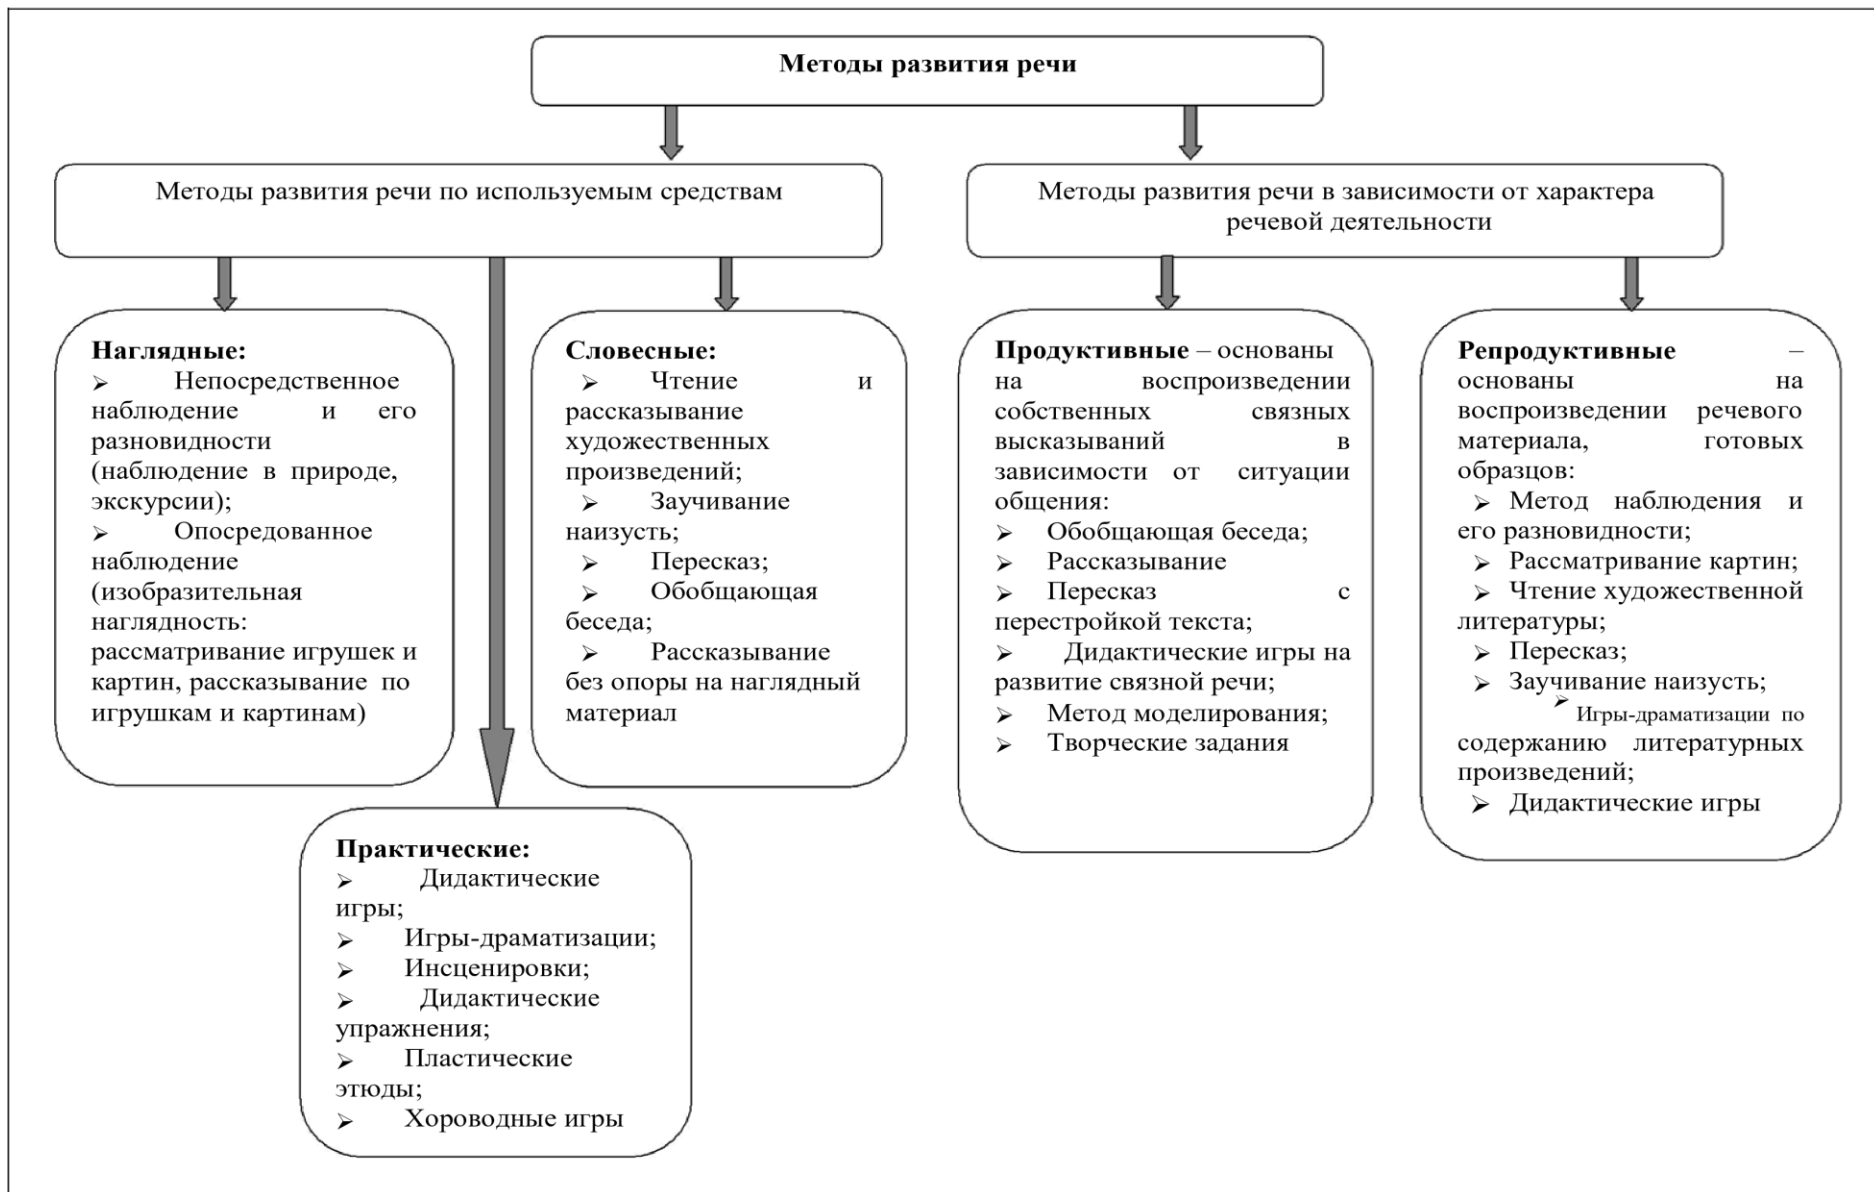 Методы развития речи
Методы развития речи по используемым средствам
Методы развития речи в зависимости от характера
речевой деятельности
Наглядные:
➢ Непосредственное
наблюдение и его
разновидности
(наблюдение в природе,
экскурсии);
➢ Опосредованное
наблюдение
(изобразительная
наглядность:
рассматривание игрушек и
картин, рассказывание по
игрушкам и картинам)
Словесные:
➢ Чтение и
рассказывание
художественных
произведений;
➢ Заучивание
наизусть;
➢ Пересказ;
➢ Обобщающая
беседа;
➢ Рассказывание
без опоры на наглядный
материал
Продуктивные – основаны
на воспроизведении
собственных связных
высказываний в
зависимости от ситуации
общения:
➢ Обобщающая беседа;
➢ Рассказывание
➢ Пересказ с
перестройкой текста;
➢ Дидактические игры на
развитие связной речи;
➢ Метод моделирования;
➢ Творческие задания
Репродуктивные –
основаны на
воспроизведении речевого
материала, готовых
образцов:
➢ Метод наблюдения и
его разновидности;
➢ Рассматривание картин;
➢ Чтение художественной
литературы;
➢ Пересказ;
➢ Заучивание наизусть;
➢ Игры-драматизации по
содержанию литературных
произведений;
➢ Дидактические игры
Практические:
➢ Дидактические
игры;
➢ Игры-драматизации;
➢ Инсценировки;
➢ Дидактические
упражнения;
➢ Пластические
этюды;
➢ Хороводные игры